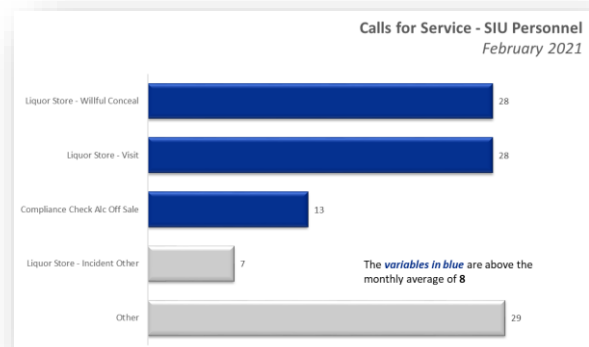 Calls for Service - SIU Personnel
February 2021
Liquor Store - Willful Conceal 28
Liquor Store - Visit 28
Compliance Check Alc Off Sale 13
Liquor Store - Incident Other 7
The variables in blue are above the
monthly average of 8
Other 29